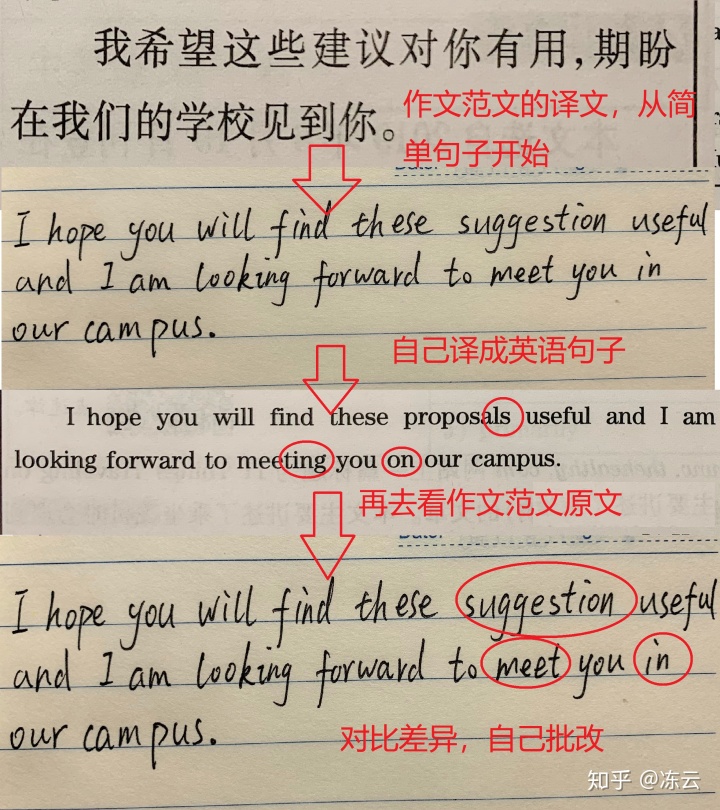 我希望这些建议对你有用,期盼
在我们的学校见到你。
作文范文的译文，从简
单句子开始
I hope you will find these suggestion useful
and I am looking forward to meet you in
our campus.
自己译成英语句子
I hope you will find these proposals useful and I am
looking forward to meeting you on our campus.
再去看作文范文原文
I hope you will find these suggestion useful
and I am looking forward to meet you in
our campus.
对比差异，自己批改
知乎 @冻云